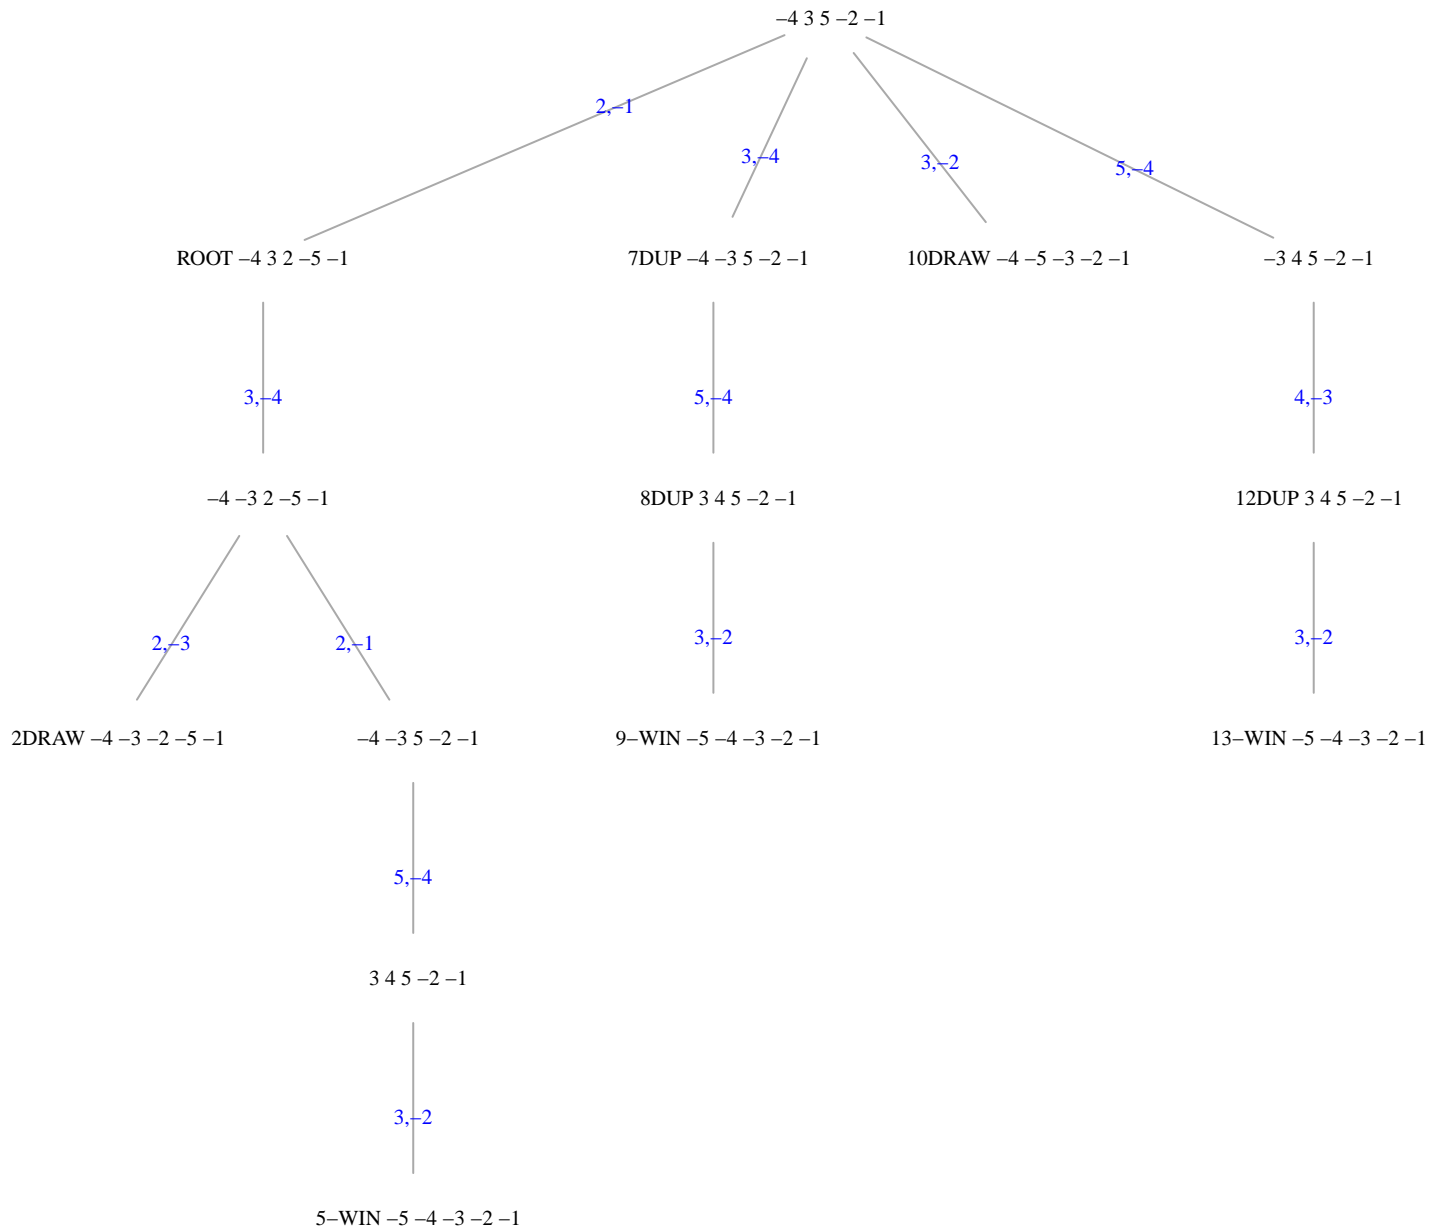 –4 3 5 –2 –1
2,–1
3,–4
3,–2
5,–4
ROOT –4 3 2 –5 –1
7DUP –4 –3 5 –2 –1
10DRAW –4 –5 –3 –2 –1
–3 4 5 –2 –1
3,–4
5,–4
4,–3
–4 –3 2 –5 –1
8DUP 3 4 5 –2 –1
12DUP 3 4 5 –2 –1
2,–3
2,–1
3,–2
3,–2
2DRAW –4 –3 –2 –5 –1
–4 –3 5 –2 –1
9–WIN –5 –4 –3 –2 –1
13–WIN –5 –4 –3 –2 –1
5,–4
3 4 5 –2 –1
3,–2
5–WIN –5 –4 –3 –2 –1